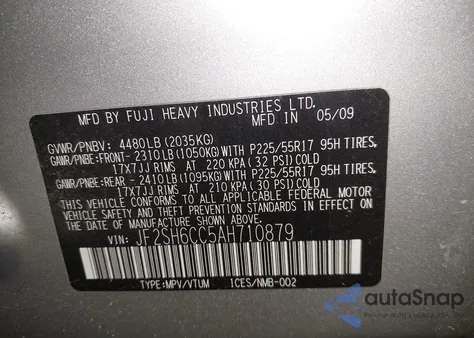 MFD BY FUJI HEAVY INDUSTRIES LTD.
MFD IN 05/09
GVWR/PNBV: 4480LB (2035KG)
GAWR/PNBE:FRONT- 2310LB (1050KG)WITH P225/55R17 95H TIRES.
17X7JJ RIMS AT 220 KPA (32 PSI)COLD
GAWR/PNBE:REAR - 2410LB (1095KG)WITH P225/55R17 95H TIRES.
17X7JJ RIMS AT 210 KPA (30 PSI)COLD
THIS VEHICLE CONFORMS TO ALL APPLICABLE FEDERAL MOTOR
VEHICLE SAFETY, BUMPER AND THEFT PREVENTION STANDARDS IN
EFFECT ON THE DATE OF MANUFACTURE SHOWN ABOVE.
VIN: JF2SH6CC5AH710879
TYPE:MPV/VTUM ICES/NMB-002
autoSnap